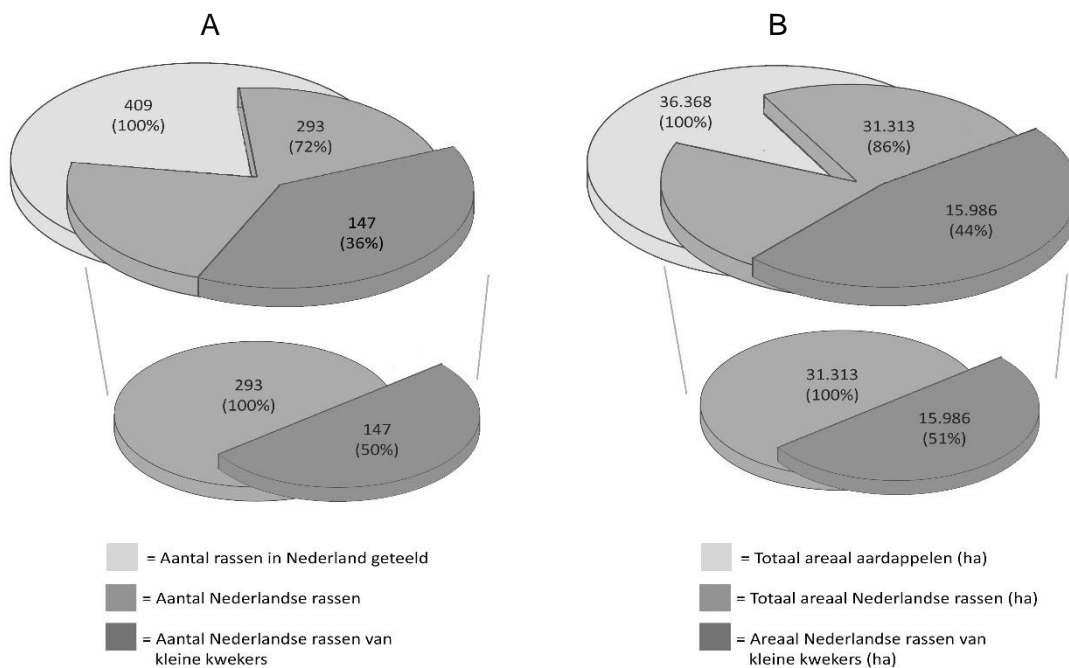 A
409
(100%)
293
(72%)
147
(36%)
293
(100%)
147
(50%)
= Aantal rassen in Nederland geteeld
= Aantal Nederlandse rassen
= Aantal Nederlandse rassen van
kleine kwekers
B
36.368
(100%)
31.313
(86%)
15.986
(44%)
31.313
(100%)
15.986
(51%)
= Totaal areaal aardappelen (ha)
= Totaal areaal Nederlandse rassen (ha)
= Areaal Nederlandse rassen van
kleine kwekers (ha)